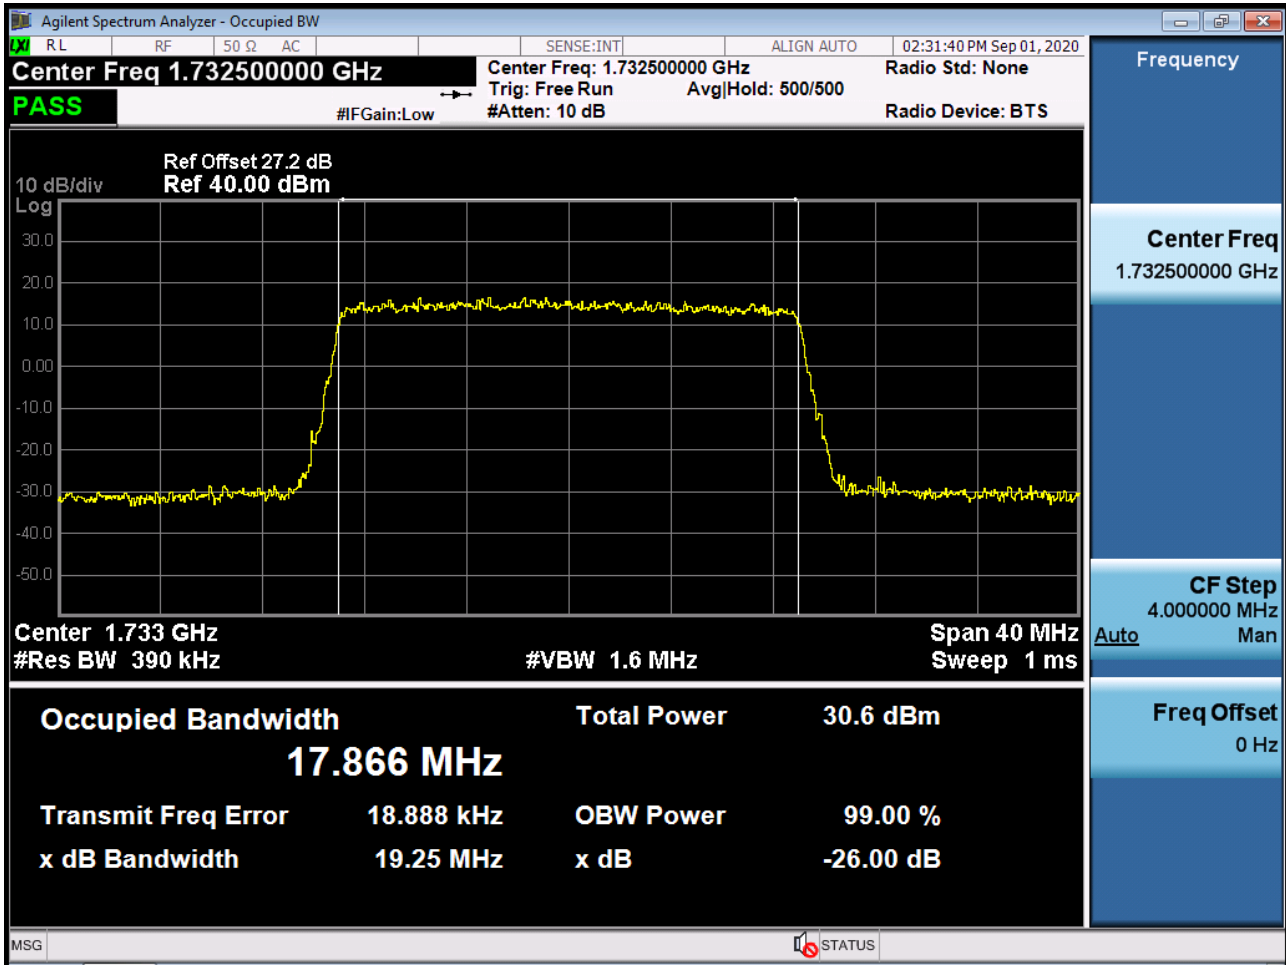 Agilent Spectrum Analyzer - Occupied BW
LXI RL RF 50 Ω AC SENSE:INT ALIGN AUTO 02:31:40 PM Sep 01, 2020
Center Freq 1.732500000 GHz
PASS
#IFGain:Low
Center Freq: 1.732500000 GHz
Trig: Free Run Avg|Hold: 500/500
#Atten: 10 dB
Radio Std: None
Radio Device: BTS
Ref Offset 27.2 dB
10 dB/div Ref 40.00 dBm
Log
30.0
20.0
10.0
0.00
-10.0
-20.0
-30.0
-40.0
-50.0
Center 1.733 GHz Span 40 MHz
#Res BW 390 kHz #VBW 1.6 MHz Sweep 1 ms
Occupied Bandwidth Total Power 30.6 dBm
17.866 MHz
Transmit Freq Error 18.888 kHz OBW Power 99.00 %
x dB Bandwidth 19.25 MHz x dB -26.00 dB
MSG STATUS
Frequency
Center Freq
1.732500000 GHz
CF Step
4.000000 MHz
Auto Man
Freq Offset
0 Hz